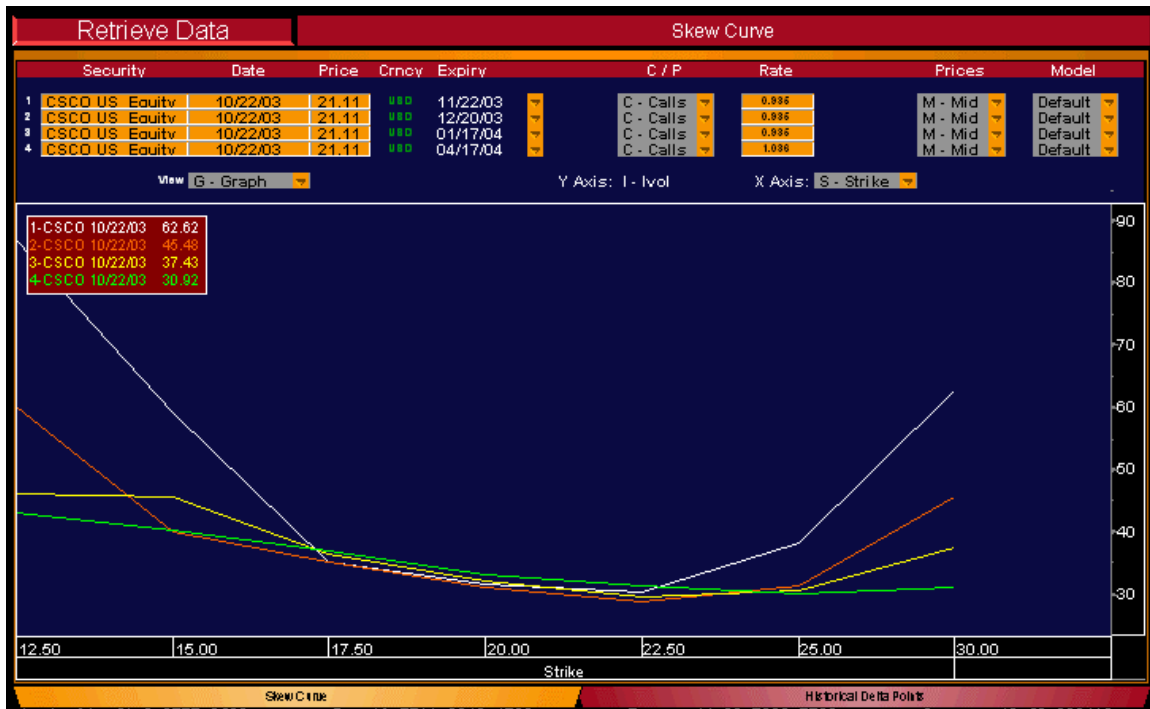 Retrieve Data Skew Curve
Security Date Price Crncy Expiry C / P Rate Prices Model
1 CSCO US Equity 10/22/03 21.11 USD 11/22/03 C - Calls 0.936 M - Mid Default
2 CSCO US Equity 10/22/03 21.11 USD 12/20/03 C - Calls 0.936 M - Mid Default
3 CSCO US Equity 10/22/03 21.11 USD 01/17/04 C - Calls 0.936 M - Mid Default
4 CSCO US Equity 10/22/03 21.11 USD 04/17/04 C - Calls 1.036 M - Mid Default
View G - Graph Y Axis: I - Ivol X Axis: S - Strike
1-CSCO 10/22/03 62.62
2-CSCO 10/22/03 45.48
3-CSCO 10/22/03 37.43
4-CSCO 10/22/03 30.92
90
80
70
60
50
40
30
12.50 15.00 17.50 20.00 22.50 25.00 30.00
Strike
Skew Curve Historical Delta Points